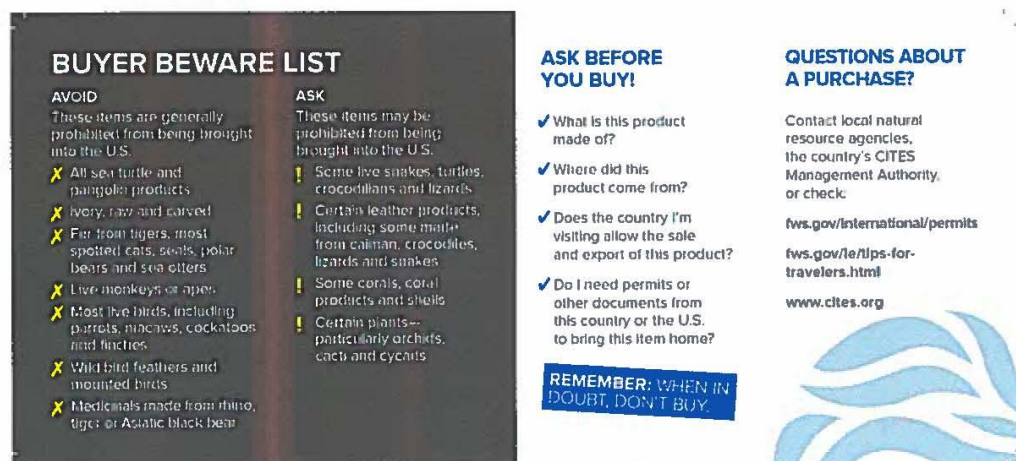 BUYER BEWARE LIST
AVOID
These items are generally
prohibited from being brought
into the U.S.
✗ All sea turtle and
pangolin products
✗ Ivory, raw and carved
✗ Fur from tigers, most
spotted cats, seals, polar
bears and sea otters
✗ Live monkeys or apes
✗ Most live birds, including
parrots, macaws, cockatoos
and finches
✗ Wild bird feathers and
mounted birds
✗ Medicinals made from rhino,
tiger or Asiatic black bear
ASK
These items may be
prohibited from being
brought into the U.S.
! Some live snakes, turtles,
crocodilians and lizards
! Certain leather products,
including some made
from caiman, crocodiles,
lizards and snakes
! Some corals, coral
products and shells
! Certain plants—
particularly orchids,
cacti and cycads
ASK BEFORE
YOU BUY!
✓ What is this product
made of?
✓ Where did this
product come from?
✓ Does the country I'm
visiting allow the sale
and export of this product?
✓ Do I need permits or
other documents from
this country or the U.S.
to bring this item home?
REMEMBER: WHEN IN
DOUBT, DON'T BUY.
QUESTIONS ABOUT
A PURCHASE?
Contact local natural
resource agencies,
the country's CITES
Management Authority,
or check:
fws.gov/international/permits
fws.gov/le/tips-for-
travelers.html
www.cites.org